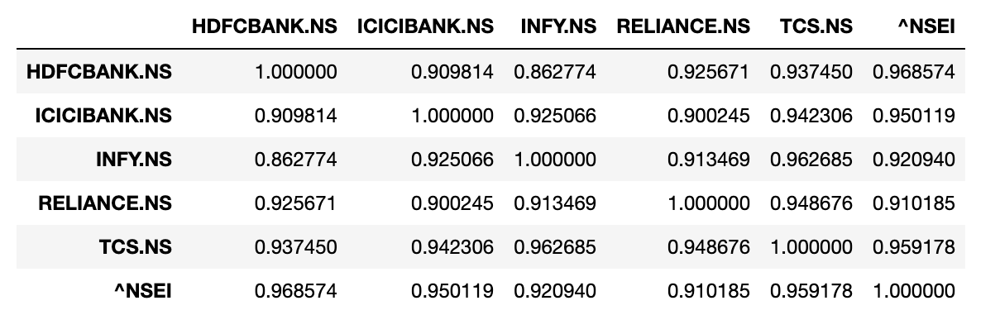 HDFCBANK.NS ICICIBANK.NS INFY.NS RELIANCE.NS TCS.NS ^NSEI
HDFCBANK.NS 1.000000 0.909814 0.862774 0.925671 0.937450 0.968574
ICICIBANK.NS 0.909814 1.000000 0.925066 0.900245 0.942306 0.950119
INFY.NS 0.862774 0.925066 1.000000 0.913469 0.962685 0.920940
RELIANCE.NS 0.925671 0.900245 0.913469 1.000000 0.948676 0.910185
TCS.NS 0.937450 0.942306 0.962685 0.948676 1.000000 0.959178
^NSEI 0.968574 0.950119 0.920940 0.910185 0.959178 1.000000